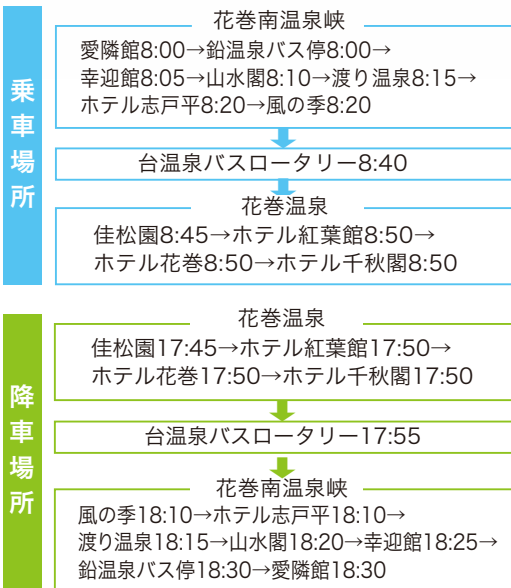 乗車場所
花巻南温泉峡
愛隣館8:00→鉛温泉バス停8:00→
幸迎館8:05→山水閣8:10→渡り温泉8:15→
ホテル志戸平8:20→風の季8:20
台温泉バスロータリー8:40
花巻温泉
佳松園8:45→ホテル紅葉館8:50→
ホテル花巻8:50→ホテル千秋閣8:50
降車場所
花巻温泉
佳松園17:45→ホテル紅葉館17:50→
ホテル花巻17:50→ホテル千秋閣17:50
台温泉バスロータリー17:55
花巻南温泉峡
風の季18:10→ホテル志戸平18:10→
渡り温泉18:15→山水閣18:20→幸迎館18:25→
鉛温泉バス停18:30→愛隣館18:30